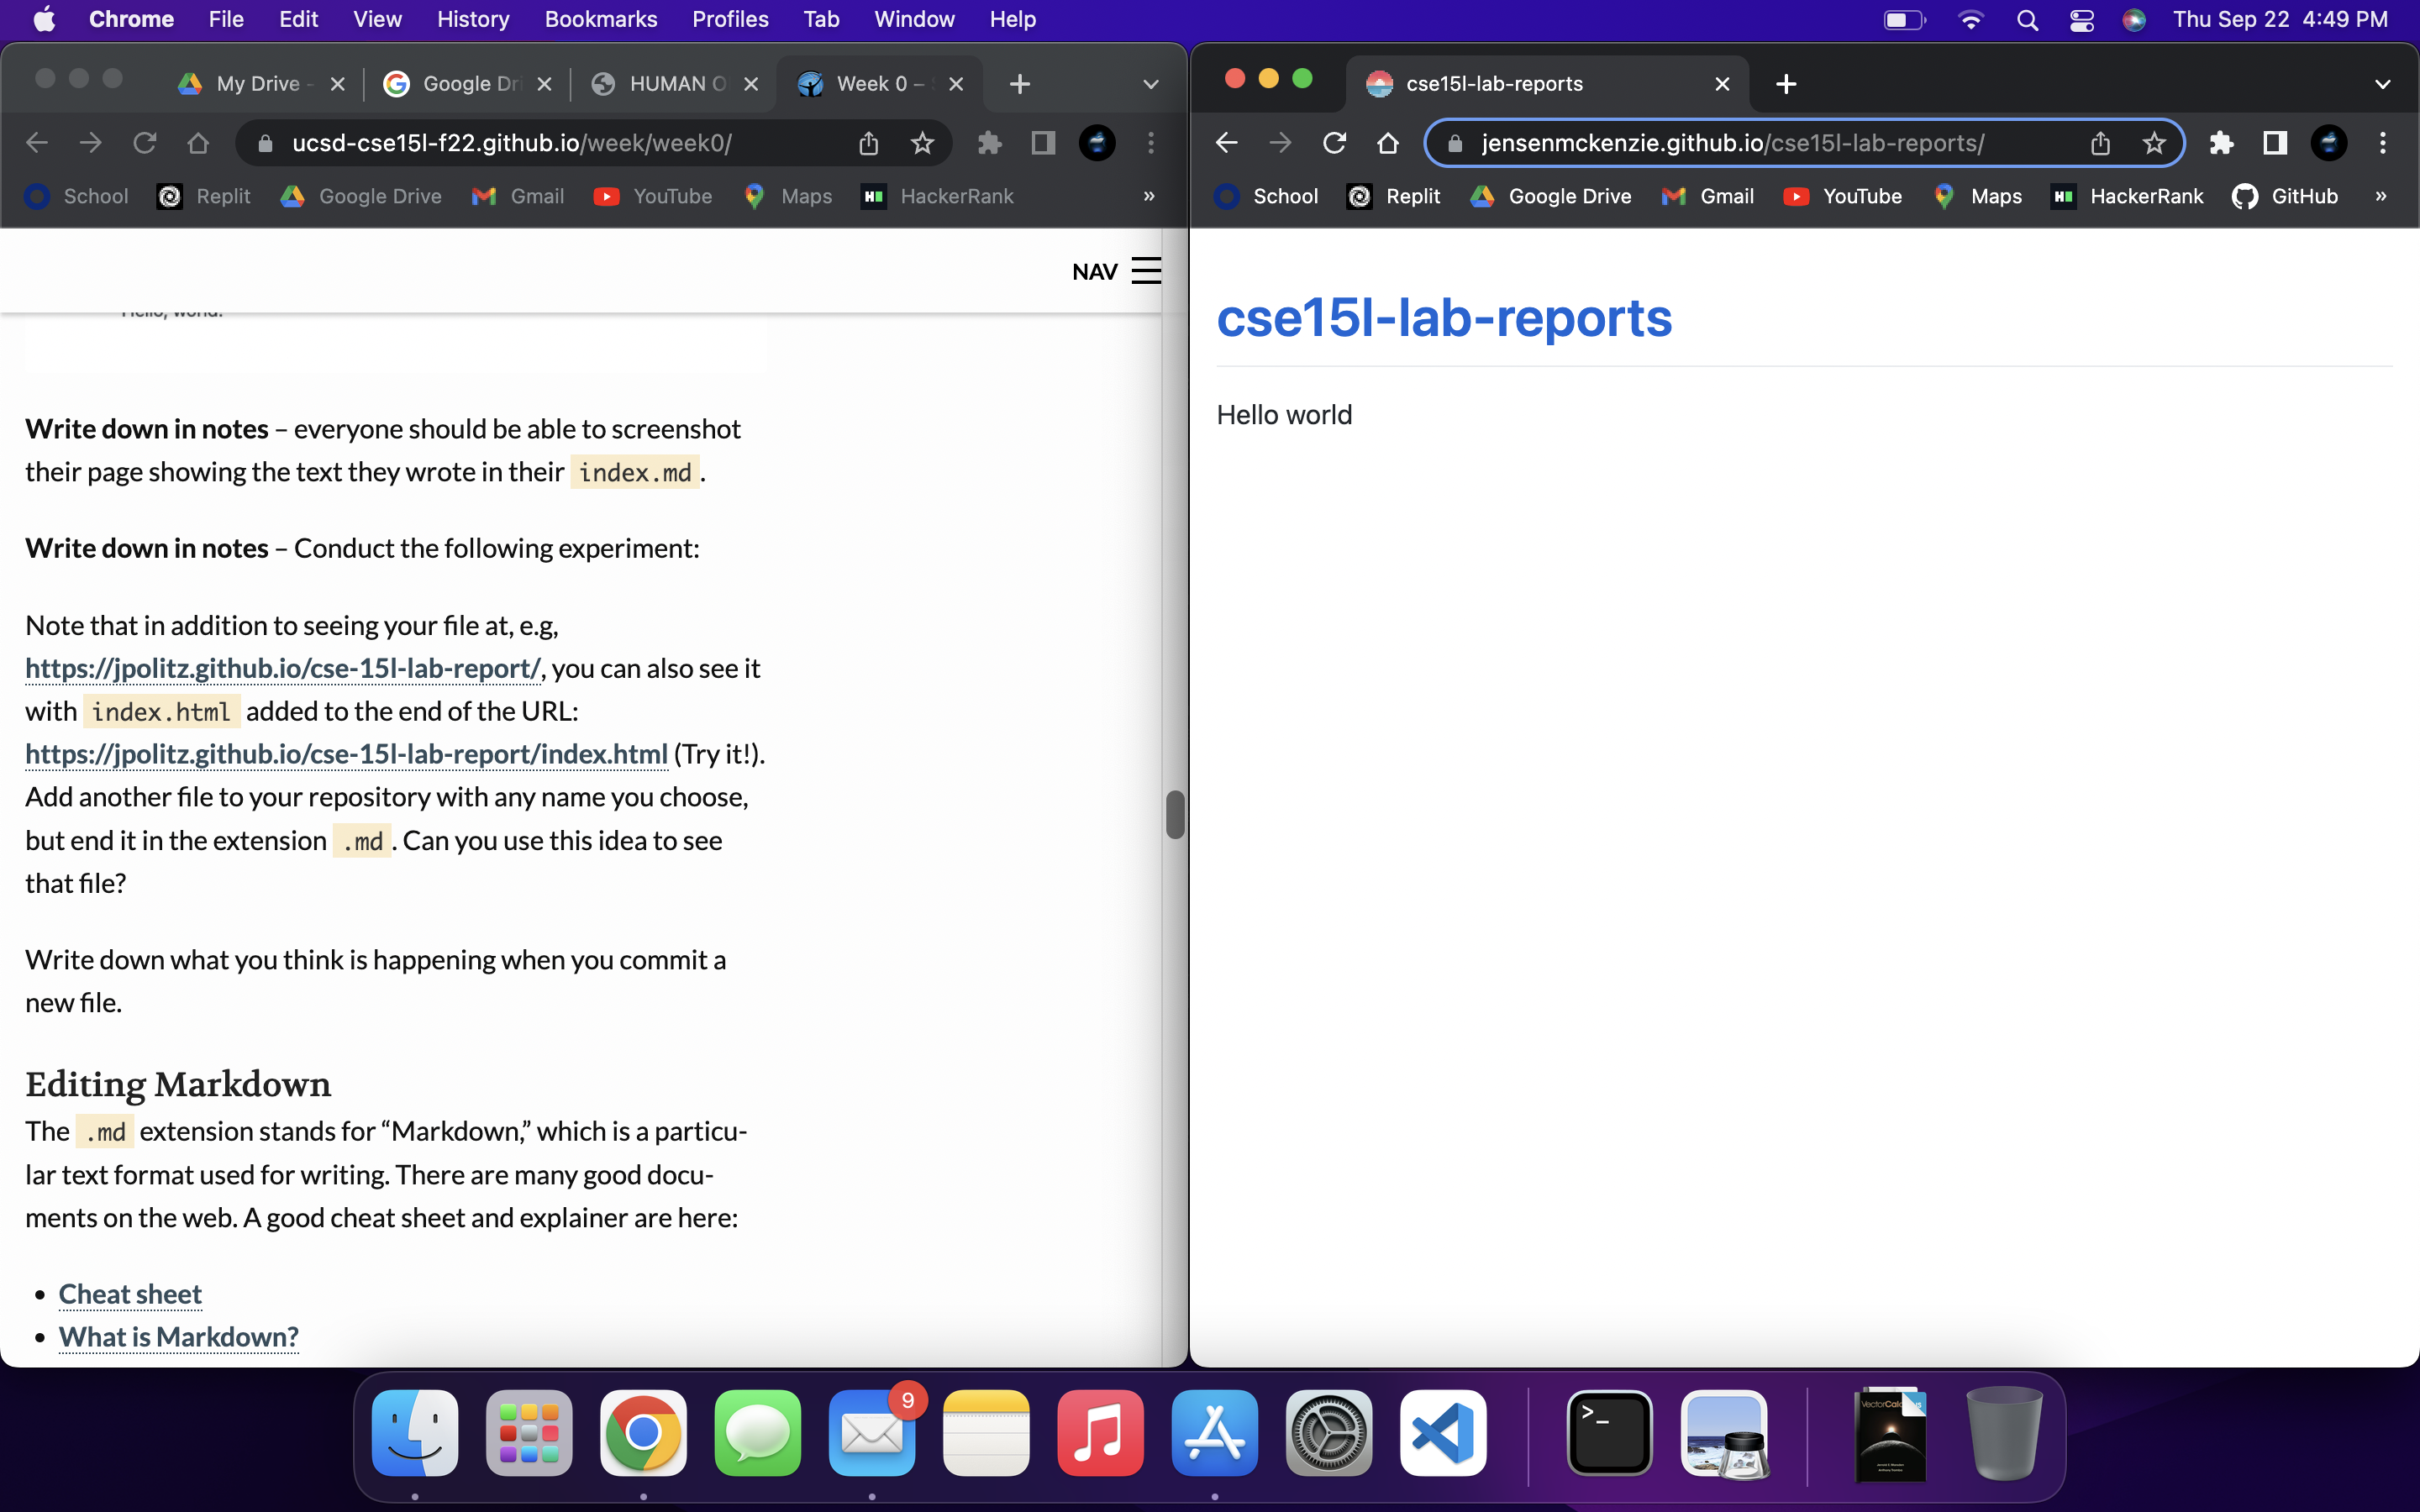 Chrome File Edit View History Bookmarks Profiles Tab Window Help Thu Sep 22 4:49 PM
My Drive - Google Dri HUMAN O Week 0 –
ucsd-cse15l-f22.github.io/week/week0/
School Replit Google Drive Gmail YouTube Maps HackerRank »
NAV
Hello, world!
Write down in notes – everyone should be able to screenshot
their page showing the text they wrote in their index.md .
Write down in notes – Conduct the following experiment:
Note that in addition to seeing your file at, e.g,
https://jpolitz.github.io/cse-15l-lab-report/, you can also see it
with index.html added to the end of the URL:
https://jpolitz.github.io/cse-15l-lab-report/index.html (Try it!).
Add another file to your repository with any name you choose,
but end it in the extension .md . Can you use this idea to see
that file?
Write down what you think is happening when you commit a
new file.
Editing Markdown
The .md extension stands for “Markdown,” which is a particu-
lar text format used for writing. There are many good docu-
ments on the web. A good cheat sheet and explainer are here:
• Cheat sheet
• What is Markdown?
cse15l-lab-reports
jensenmckenzie.github.io/cse15l-lab-reports/
School Replit Google Drive Gmail YouTube Maps HackerRank GitHub »
cse15l-lab-reports
Hello world
9
>_